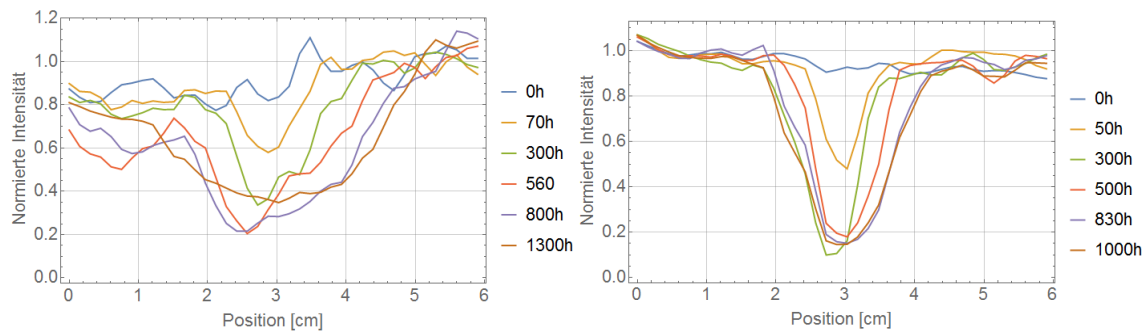 Normierte Intensität
1.2
1.0
0.8
0.6
0.4
0.2
0.0
0 1 2 3 4 5 6
Position [cm]
0h
70h
300h
560
800h
1300h
Normierte Intensität
1.0
0.8
0.6
0.4
0.2
0.0
0 1 2 3 4 5 6
Position [cm]
0h
50h
300h
500h
830h
1000h